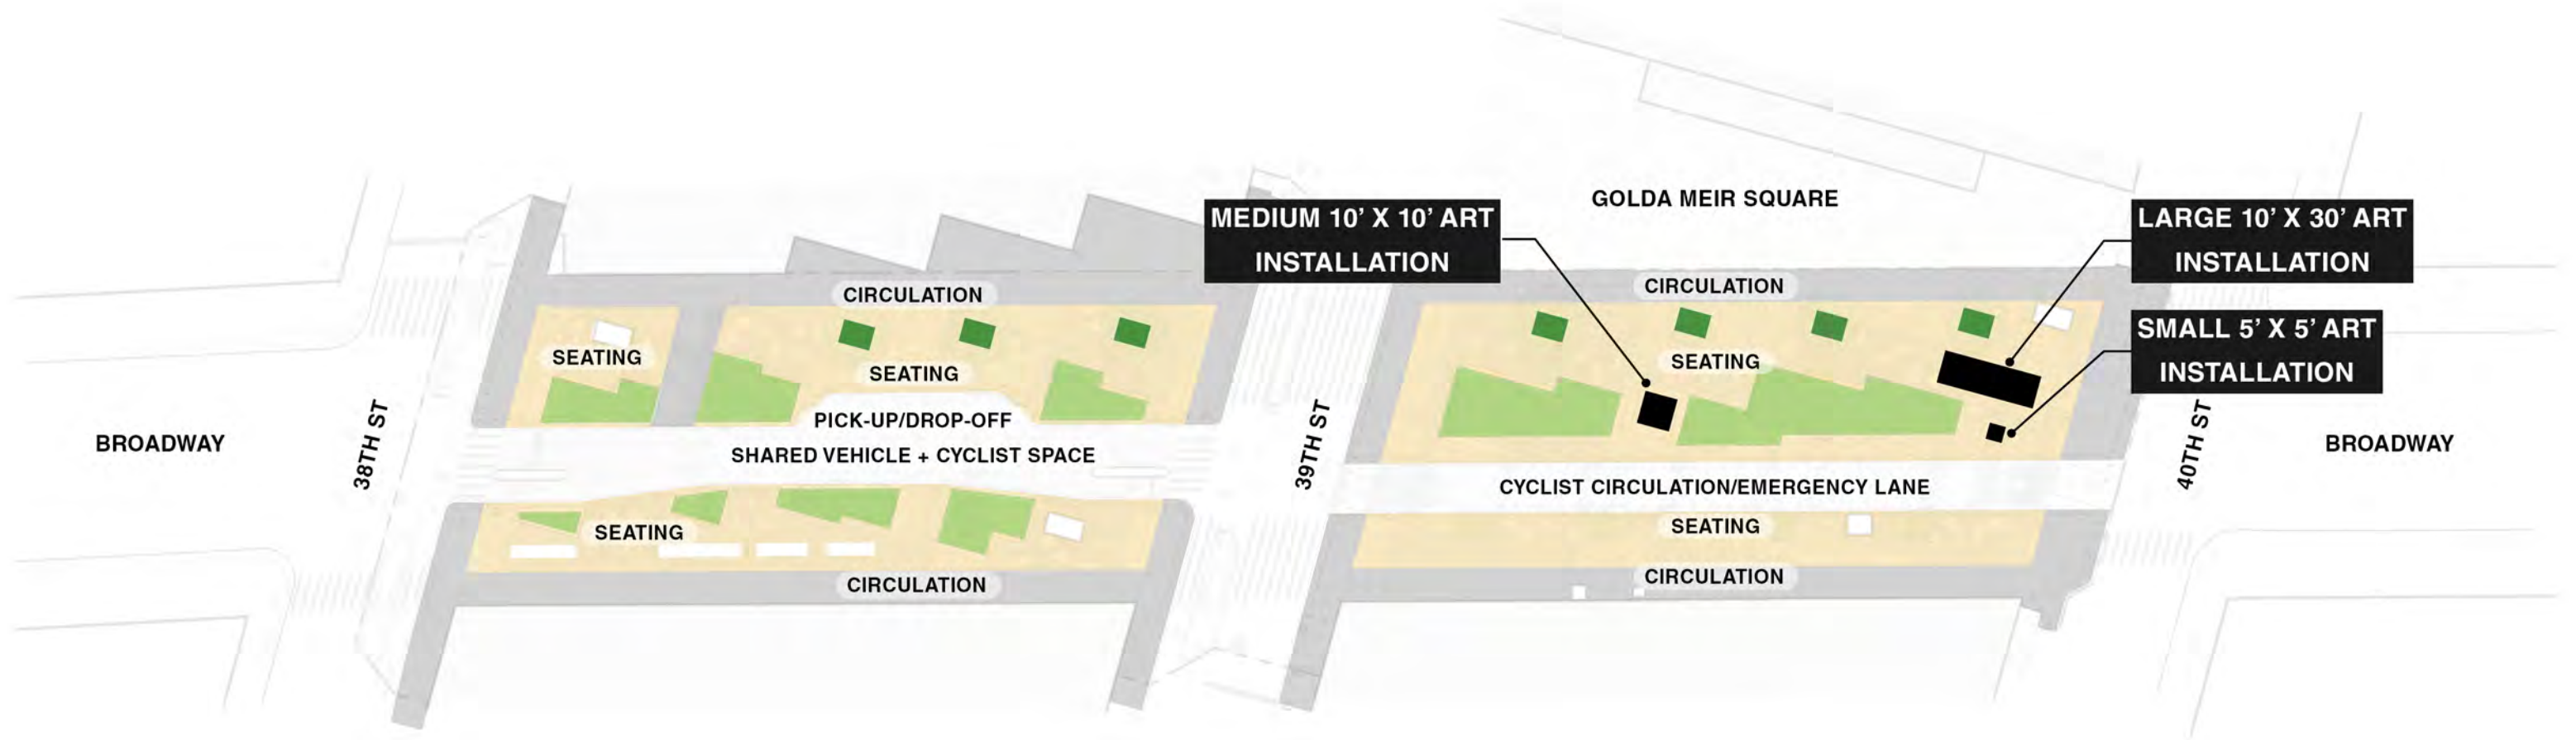 GOLDA MEIR SQUARE
MEDIUM 10’ X 10’ ART
INSTALLATION
LARGE 10’ X 30’ ART
INSTALLATION
CIRCULATION
CIRCULATION
SMALL 5’ X 5’ ART
INSTALLATION
SEATING
SEATING
SEATING
PICK-UP/DROP-OFF
BROADWAY
38TH ST
SHARED VEHICLE + CYCLIST SPACE
39TH ST
40TH ST
BROADWAY
CYCLIST CIRCULATION/EMERGENCY LANE
SEATING
SEATING
CIRCULATION
CIRCULATION